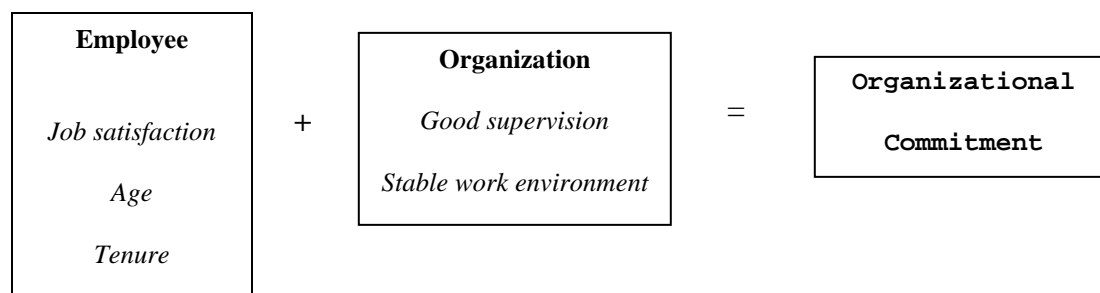 Employee
Job satisfaction
Age
Tenure
+
Organization
Good supervision
Stable work environment
=
Organizational
Commitment